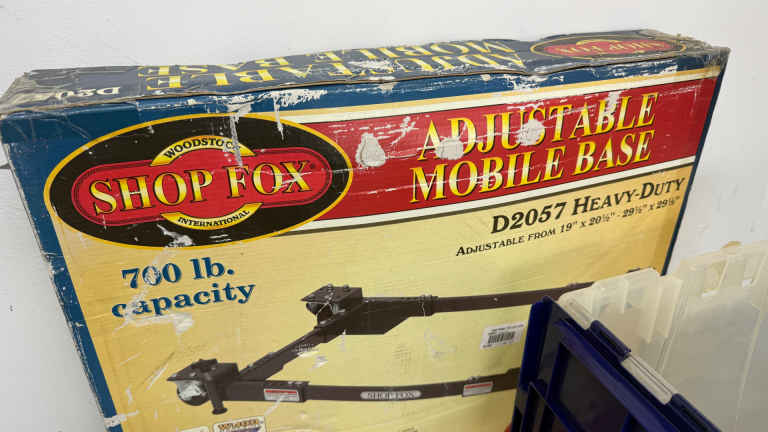 ADJUSTABLE
MOBILE BASE
WOODSTOCK
SHOP FOX®
INTERNATIONAL
ADJUSTABLE
MOBILE BASE
D2057 HEAVY-DUTY
ADJUSTABLE FROM 19" x 20½" - 29½" x 29½"
700 lb.
capacity
SHOP FOX